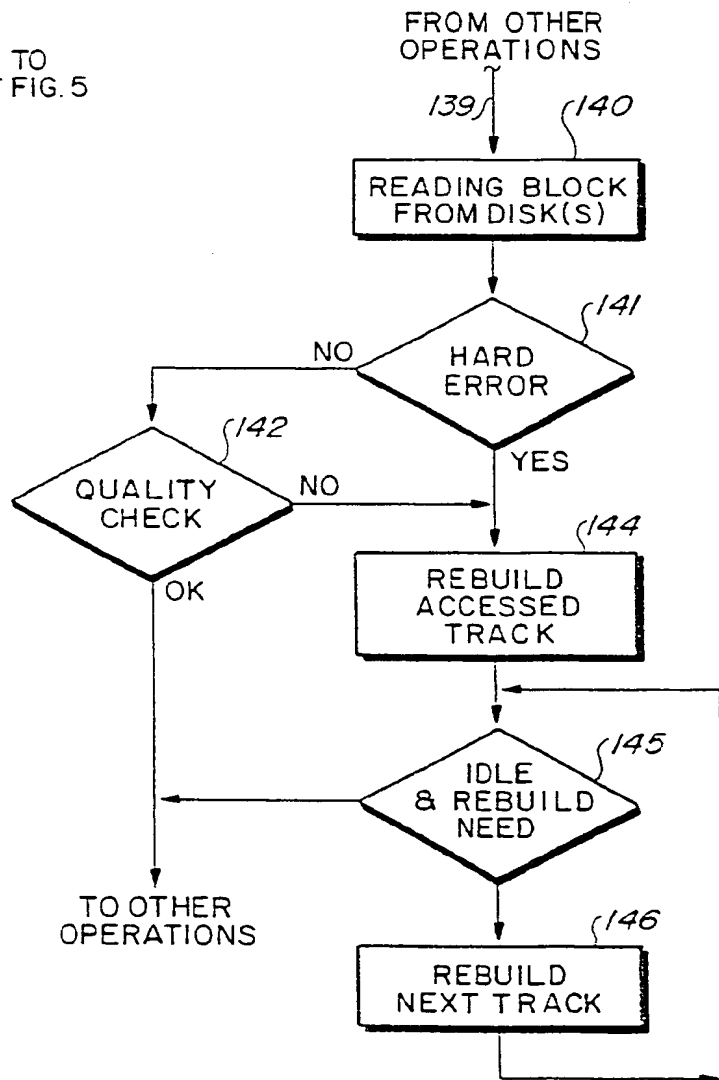 FROM OTHER
OPERATIONS
TO
FIG. 5
139
140
READING BLOCK
FROM DISK(S)
141
HARD
ERROR
NO
YES
142
QUALITY
CHECK
NO
OK
144
REBUILD
ACCESSED
TRACK
145
IDLE
& REBUILD
NEED
TO OTHER
OPERATIONS
146
REBUILD
NEXT TRACK